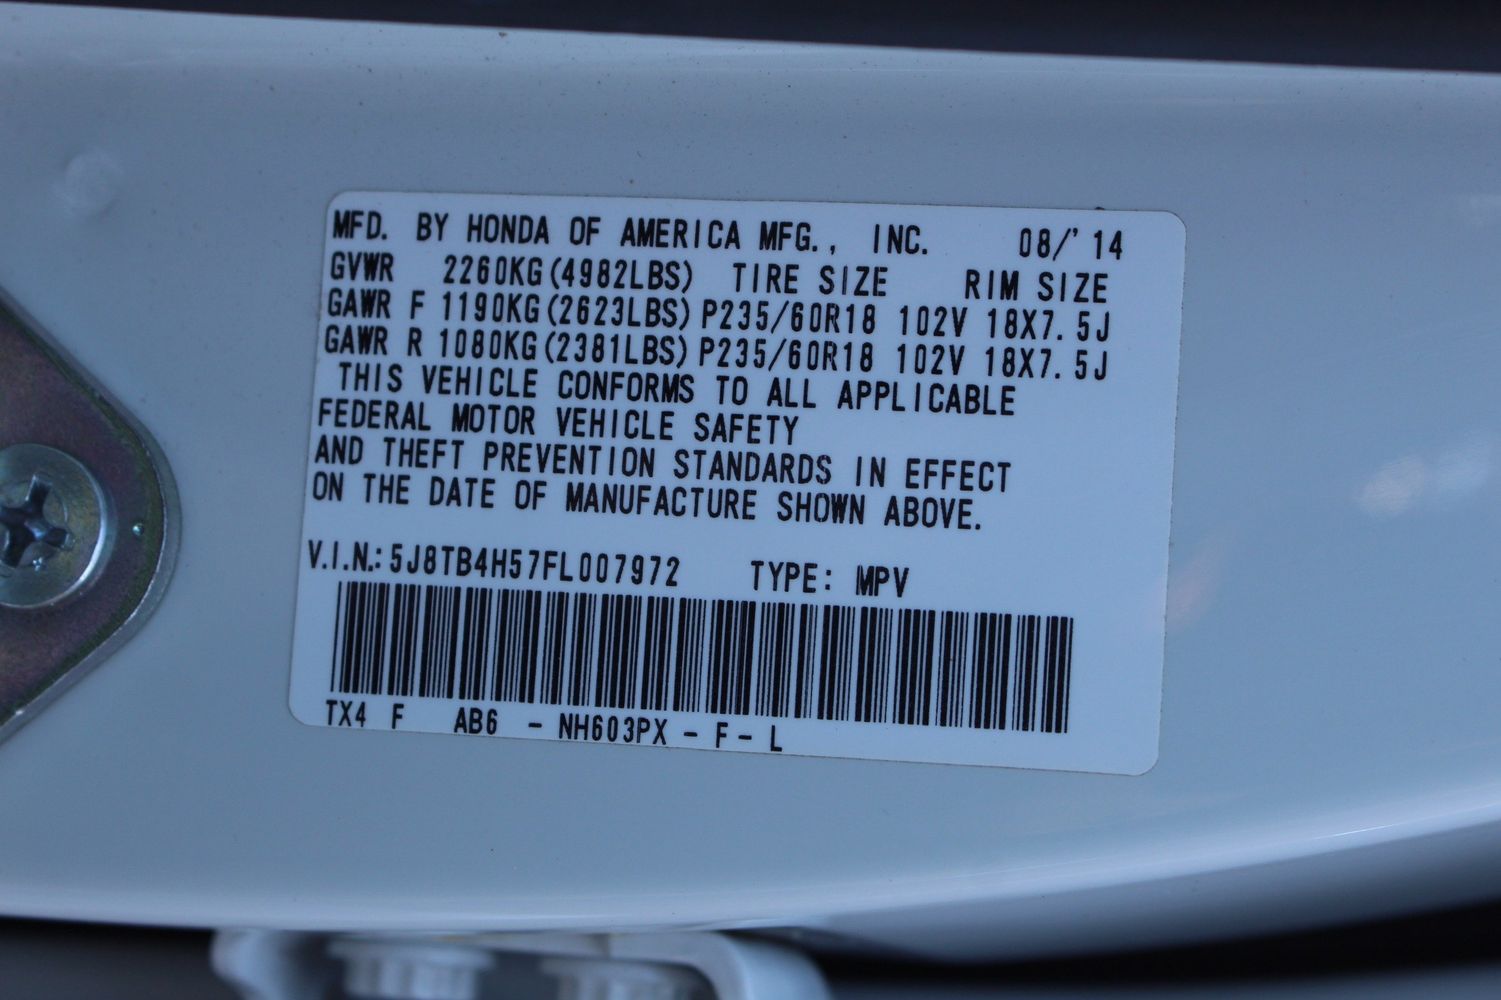 MFD. BY HONDA OF AMERICA MFG., INC. 08/'14
GVWR 2260KG(4982LBS) TIRE SIZE RIM SIZE
GAWR F 1190KG(2623LBS) P235/60R18 102V 18X7.5J
GAWR R 1080KG(2381LBS) P235/60R18 102V 18X7.5J
THIS VEHICLE CONFORMS TO ALL APPLICABLE
FEDERAL MOTOR VEHICLE SAFETY
AND THEFT PREVENTION STANDARDS IN EFFECT
ON THE DATE OF MANUFACTURE SHOWN ABOVE.
V.I.N.: 5J8TB4H57FL007972 TYPE: MPV
TX4 F AB6 - NH603PX - F - L